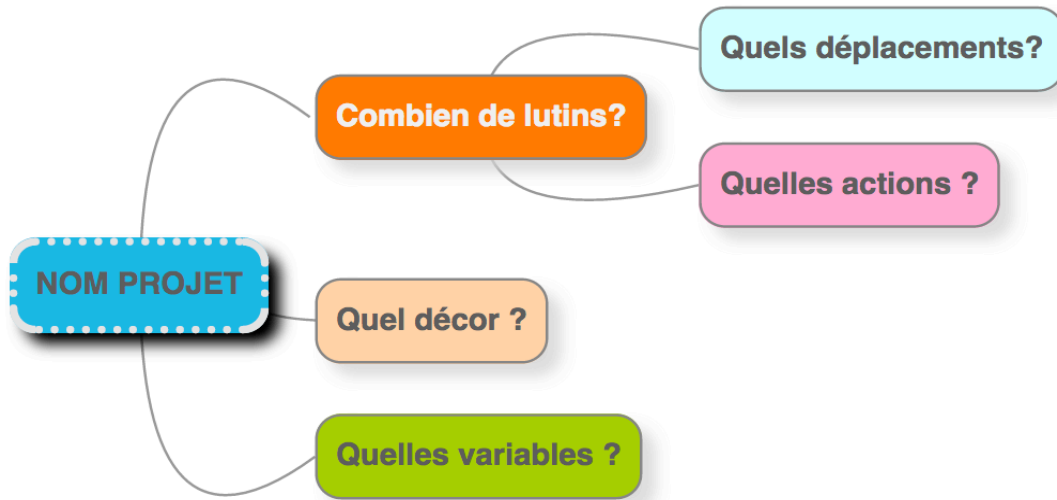 Quels déplacements?
Combien de lutins?
Quelles actions ?
NOM PROJET
Quel décor ?
Quelles variables ?